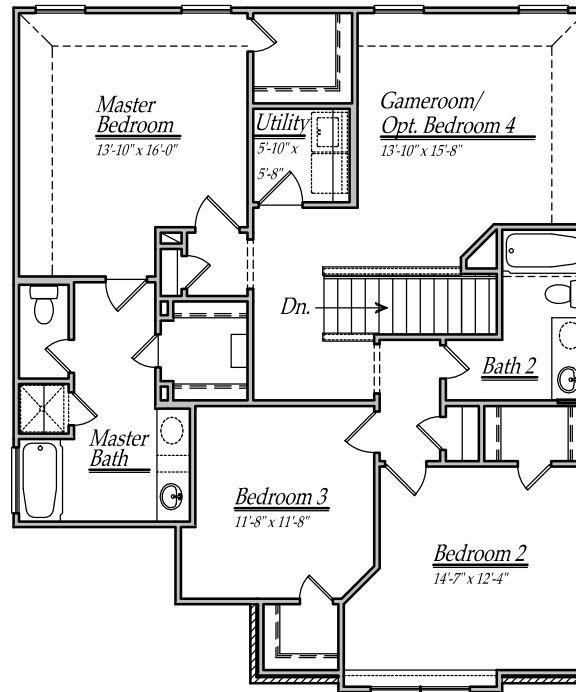 Master
Bedroom
13'-10" x 16'-0"
Utility
5'-10" x
5'-8"
Gameroom/
Opt. Bedroom 4
13'-10" x 15'-8"
Dn.
Bath 2
Master
Bath
Bedroom 3
11'-8" x 11'-8"
Bedroom 2
14'-7" x 12'-4"